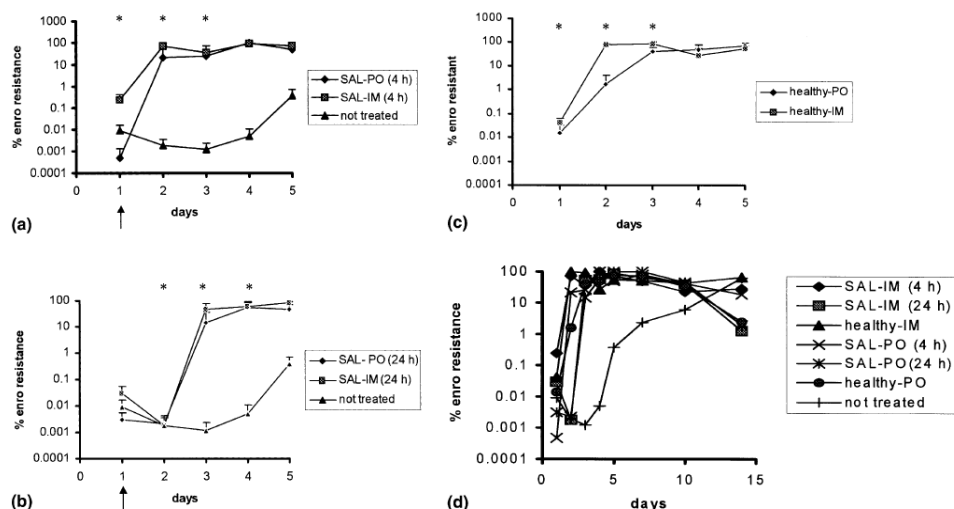 * * *
100
10
1
0.1
0.01
0.001
0.0001
% enro resistant
0 1 2 3 4 5
days
SAL-PO (4 h)
SAL-IM (4 h)
not treated
(a)
* * *
100
10
1
0.1
0.01
0.001
0.0001
% enro resistant
0 1 2 3 4 5
days
healthy-PO
healthy-IM
(c)
* * *
100
10
1
0.1
0.01
0.001
0.0001
% enro resistance
0 1 2 3 4 5
days
SAL- PO (24 h)
SAL-IM (24 h)
not treated
(b)
100
10
1
0.1
0.01
0.001
0.0001
% enro resistance
0 5 10 15
days
SAL-IM (4 h)
SAL-IM (24 h)
healthy-IM
SAL-PO (4 h)
SAL-PO (24 h)
healthy-PO
not treated
(d)